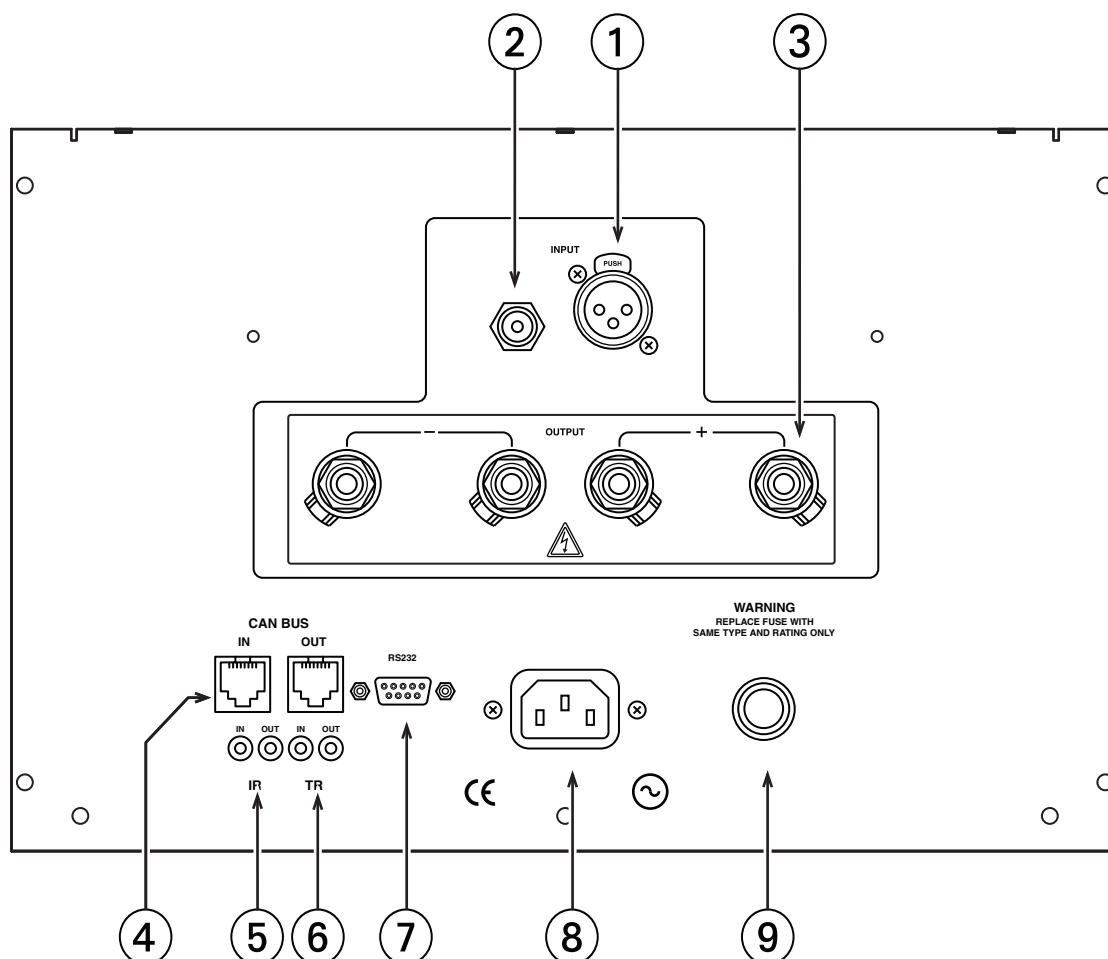 2 1 3
INPUT
PUSH
− OUTPUT +
WARNING
REPLACE FUSE WITH
SAME TYPE AND RATING ONLY
CAN BUS
IN OUT
RS232
IN OUT IN OUT
IR TR
CE
4 5 6 7 8 9